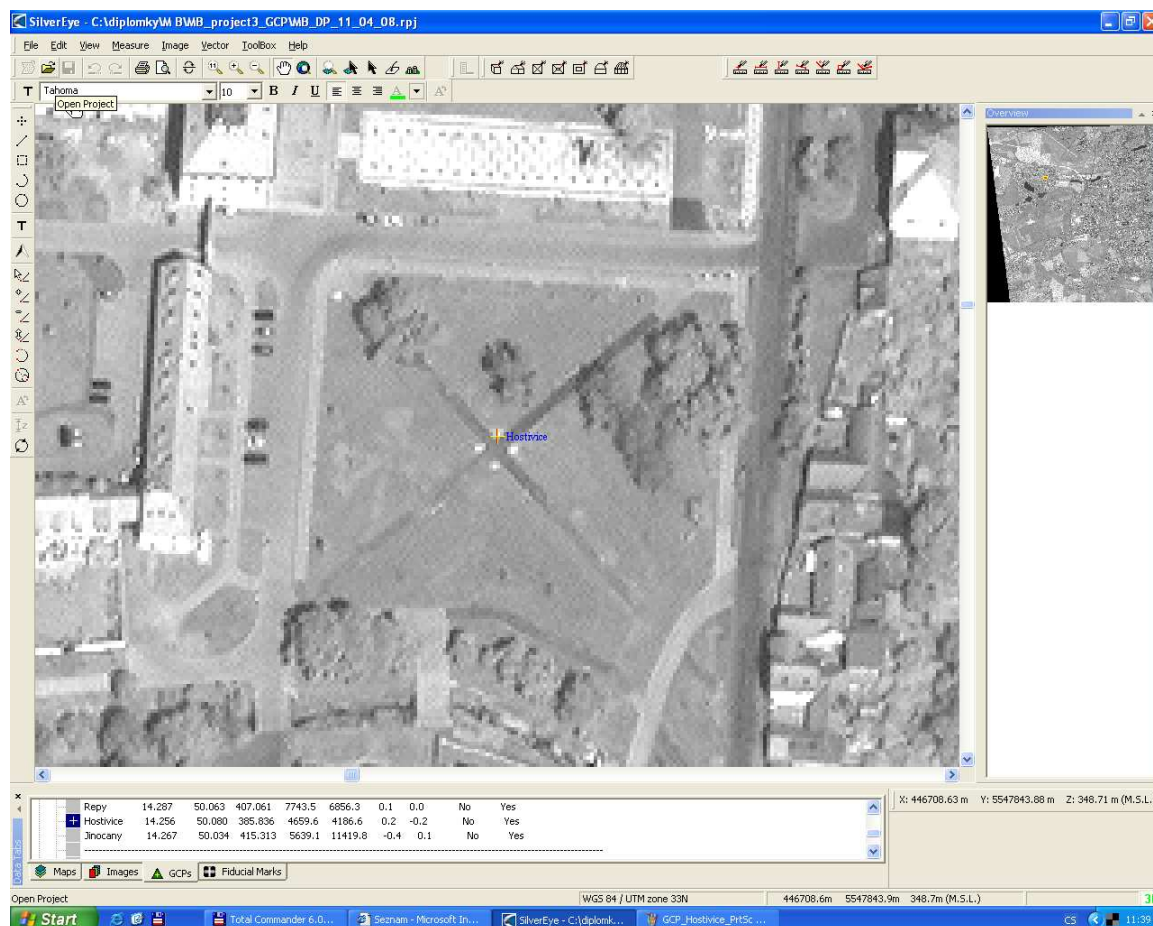 SilverEye - C:\diplomky\M B\MB_project3_GCP\MB_DP_11_04_08.rpj
File Edit View Measure Image Vector ToolBox Help
T Tahoma 10 B I U A
Open Project
Overview
T
Hostivice
Repy 14.287 50.063 407.061 7743.5 6856.3 0.1 0.0 No Yes
Hostivice 14.256 50.080 385.836 4659.6 4186.6 0.2 -0.2 No Yes
Jinocany 14.267 50.034 415.313 5639.1 11419.8 -0.4 0.1 No Yes
X: 446708.63 m Y: 5547843.88 m Z: 348.71 m (M.S.L.
Data Tabs
Maps Images GCPs Fiducial Marks
Open Project WGS 84 / UTM zone 33N 446708.6m 5547843.9m 348.7m (M.S.L.)
Start Total Commander 6.0... Seznam - Microsoft In... SilverEye - C:\diplomk... GCP_Hostivice_PrtSc ... CS 11:39